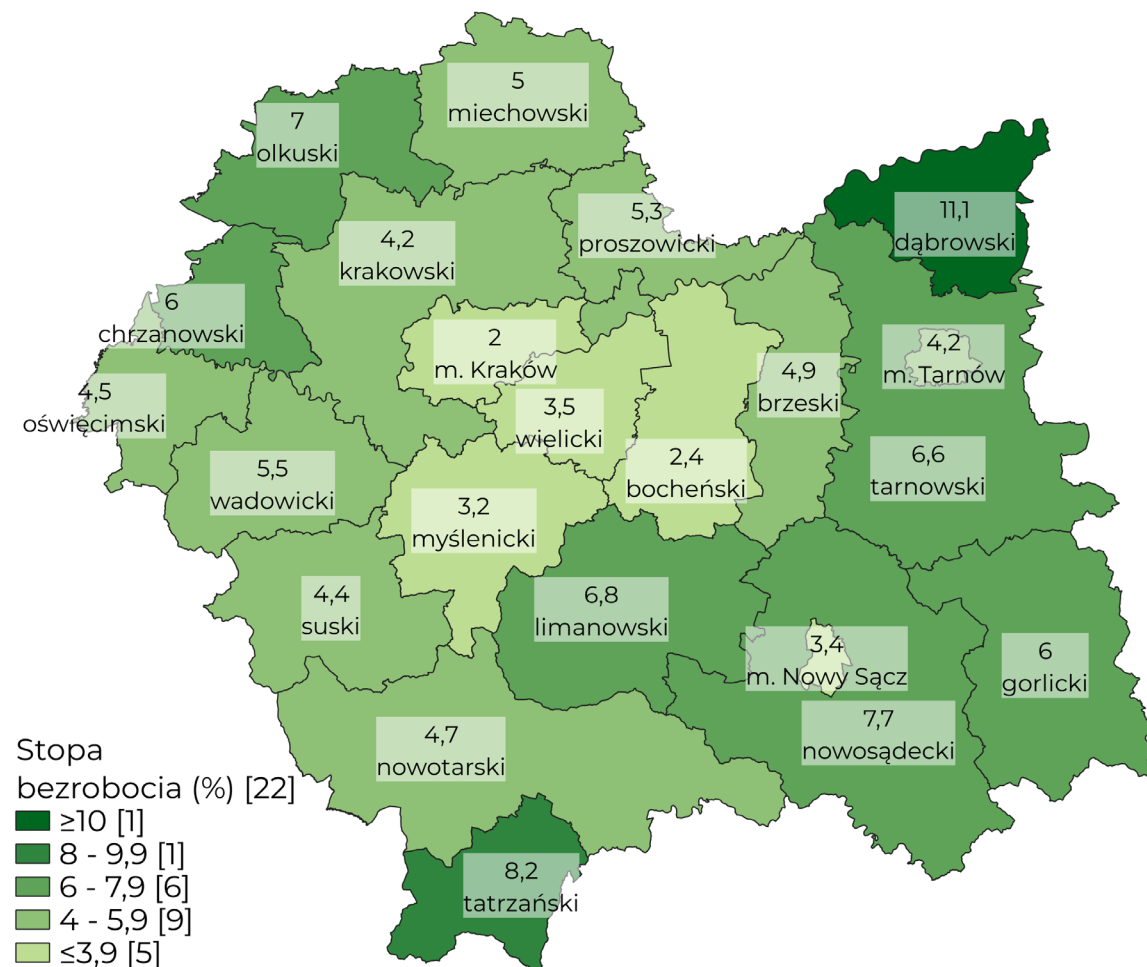 5
miechowski
7
olkuski
11,1
dąbrowski
5,3
proszowicki
4,2
krakowski
6
chrzanowski
2
m. Kraków
4,2
m. Tarnów
4,9
brzeski
4,5
oświęcimski
3,5
wielicki
2,4
bocheński
6,6
tarnowski
5,5
wadowicki
3,2
myślenicki
4,4
suski
6,8
limanowski
3,4
m. Nowy Sącz
6
gorlicki
7,7
nowosądecki
4,7
nowotarski
8,2
tatrzański
Stopa
bezrobocia (%) [22]
≥10 [1]
8 - 9,9 [1]
6 - 7,9 [6]
4 - 5,9 [9]
≤3,9 [5]